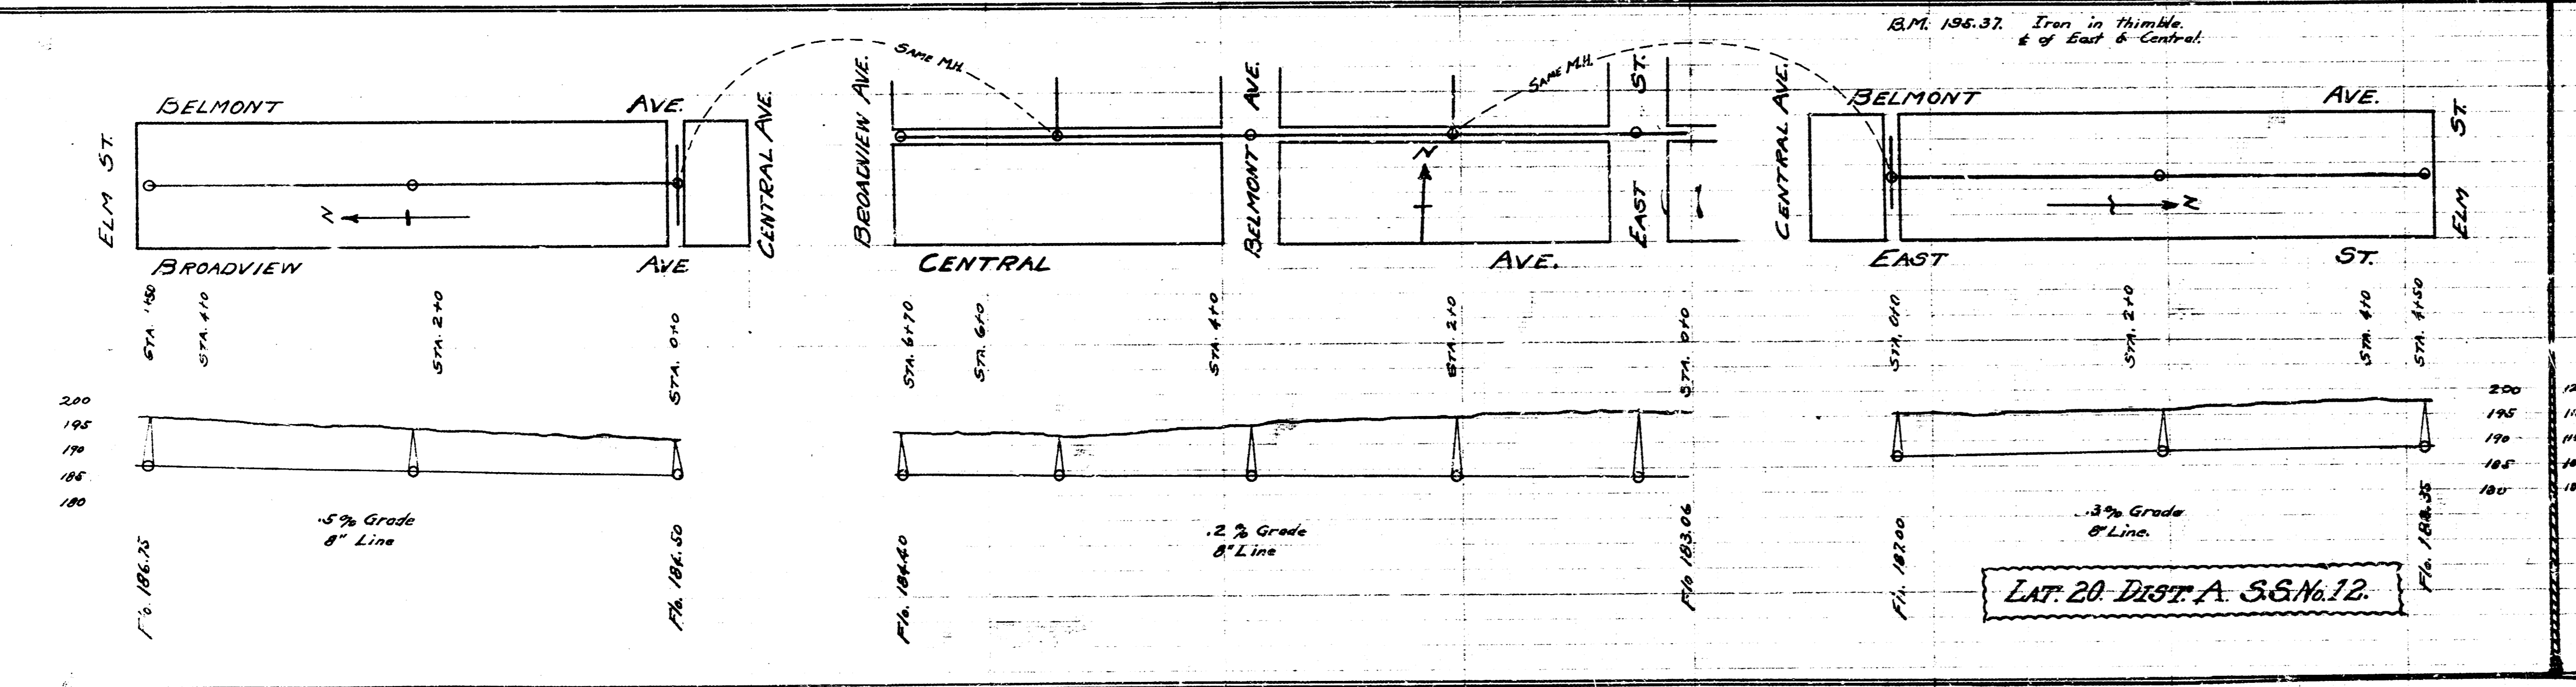 B.M. 195.37. Iron in thimble.
℄ of East & Central.
SAME M.H.
SAME M.H.
BELMONT AVE.
ELM ST.
CENTRAL AVE.
BROADVIEW AVE
N
BROADVIEW AVE.
BELMONT AVE.
EAST ST.
N
CENTRAL AVE.
CENTRAL AVE.
BELMONT AVE.
ELM ST.
N
EAST ST.
STA. 4+0
STA. 2+0
STA. 0+0
STA. 6+70
STA. 6+0
STA. 4+0
STA. 2+0
STA. 0+0
STA. 0+0
STA. 2+0
STA. 4+0
STA. 4+50
200
195
190
185
180
200
195
190
185
180
.5% Grade
8" Line
.2% Grade
8" Line
.3% Grade
8" Line.
Flo. 186.75
Flo. 184.50
Flo. 184.40
Flo 183.06
Flo. 187.00
Flo. 188.35
LAT. 20. DIST. A. S.S. No. 12.